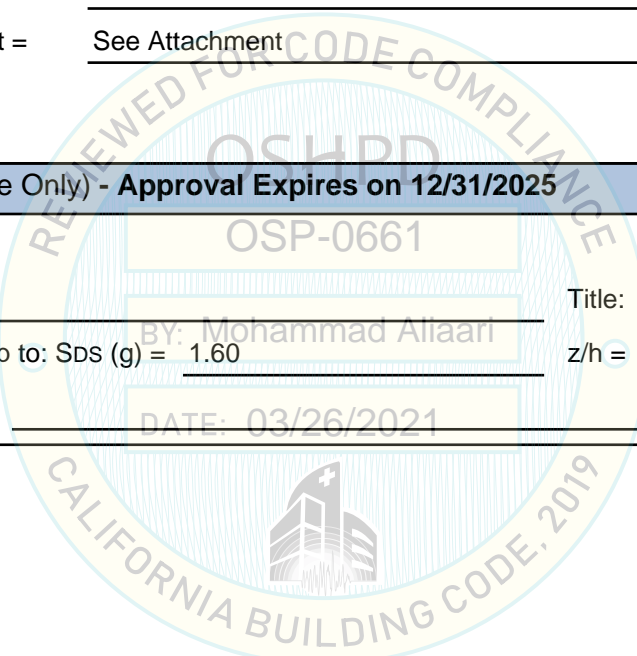 t = See Attachment
REVIEWED FOR CODE COMPLIANCE
OSHPD
e Only) - Approval Expires on 12/31/2025
OSP-0661
Title:
BY: Mohammad Aliaari
o to: SDS (g) = 1.60 z/h =
DATE: 03/26/2021
CALIFORNIA BUILDING CODE, 2019